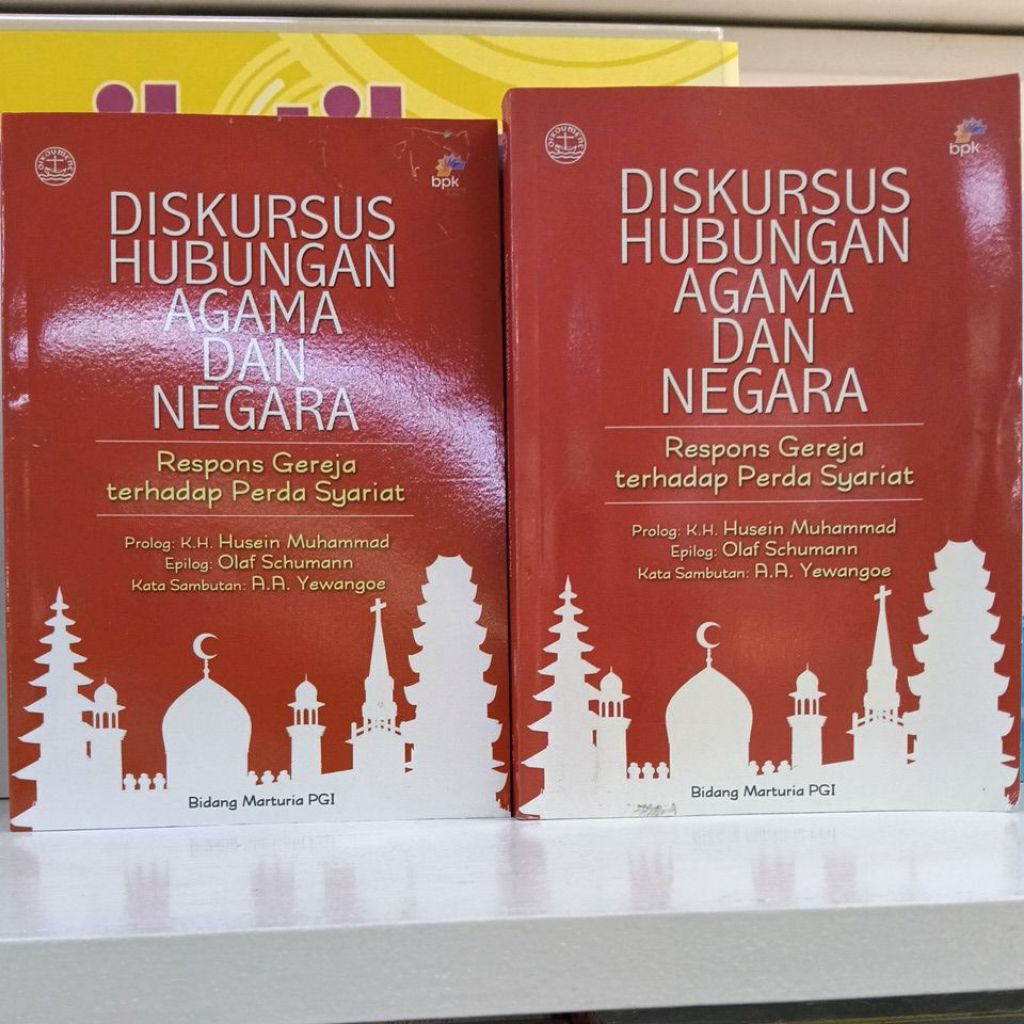 OIKOUMENE
bpk
DISKURSUS
HUBUNGAN
AGAMA
DAN
NEGARA
Respons Gereja
terhadap Perda Syariat
Prolog: K.H. Husein Muhammad
Epilog: Olaf Schumann
Kata Sambutan: A.A. Yewangoe
Bidang Marturia PGI
OIKOUMENE
bpk
DISKURSUS
HUBUNGAN
AGAMA
DAN
NEGARA
Respons Gereja
terhadap Perda Syariat
Prolog: K.H. Husein Muhammad
Epilog: Olaf Schumann
Kata Sambutan: A.A. Yewangoe
Bidang Marturia PGI